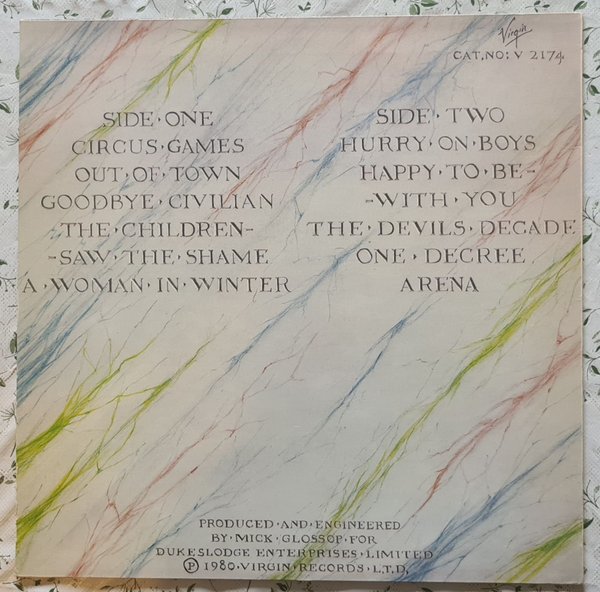 Virgin
CAT.NO: V 2174
SIDE·ONE
CIRCUS·GAMES
OUT·OF·TOWN
GOODBYE·CIVILIAN
THE·CHILDREN-
-SAW·THE·SHAME
A·WOMAN·IN·WINTER
SIDE·TWO
HURRY·ON·BOYS
HAPPY·TO·BE-
-WITH·YOU
THE·DEVILS·DECADE
ONE·DECREE
ARENA
PRODUCED·AND·ENGINEERED
BY·MICK·GLOSSOP·FOR
DUKESLODGE ENTERPRISES·LIMITED
Ⓟ 1980·VIRGIN·RECORDS·L.T.D.